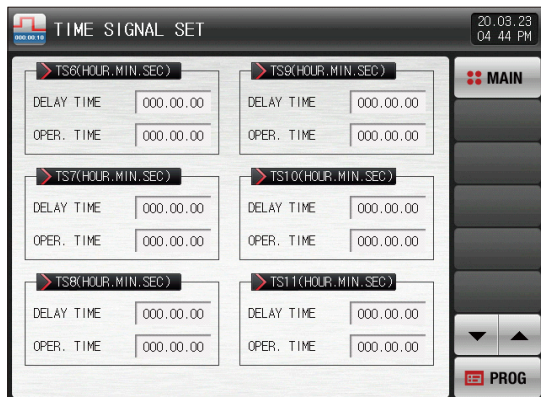 000:00:10
TIME SIGNAL SET
20.03.23
04 44 PM
TS6(HOUR.MIN.SEC)
DELAY TIME 000.00.00
OPER. TIME 000.00.00
TS9(HOUR.MIN.SEC)
DELAY TIME 000.00.00
OPER. TIME 000.00.00
TS7(HOUR.MIN.SEC)
DELAY TIME 000.00.00
OPER. TIME 000.00.00
TS10(HOUR.MIN.SEC)
DELAY TIME 000.00.00
OPER. TIME 000.00.00
TS8(HOUR.MIN.SEC)
DELAY TIME 000.00.00
OPER. TIME 000.00.00
TS11(HOUR.MIN.SEC)
DELAY TIME 000.00.00
OPER. TIME 000.00.00
MAIN
PROG